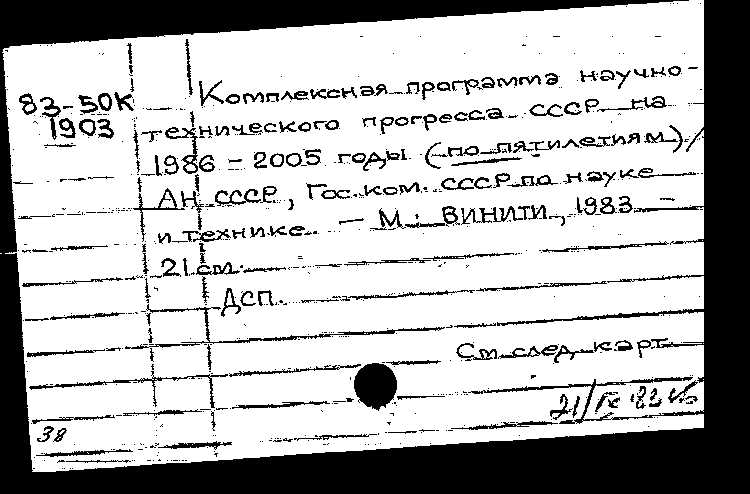 83-50К
1903
Комплексная программа научно-
технического прогресса СССР на
1986 - 2005 годы (по пятилетиям) /
АН СССР, Гос. ком. СССР по науке
и технике. — М.: ВИНИТИ, 1983 -
21 см.
ДСП.
См. след. карт.
38